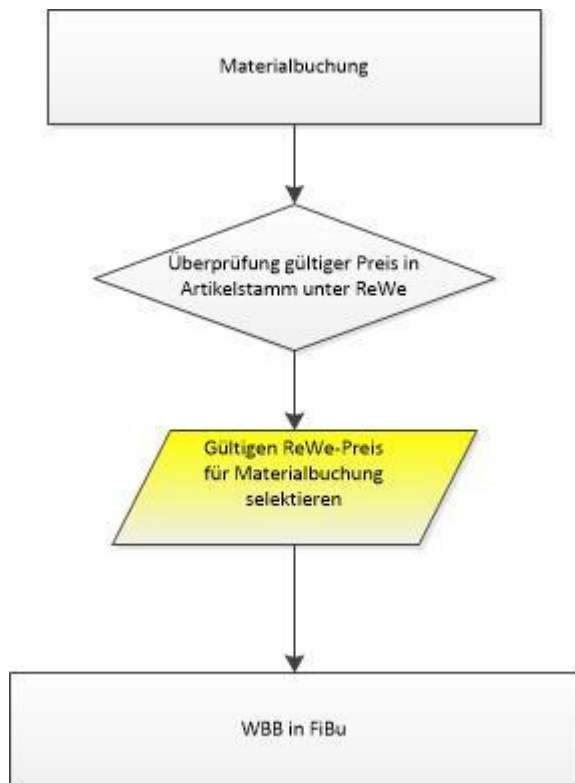 Materialbuchung
Überprüfung gültiger Preis in
Artikelstamm unter ReWe
Gültigen ReWe-Preis
für Materialbuchung
selektieren
WBB in FiBu